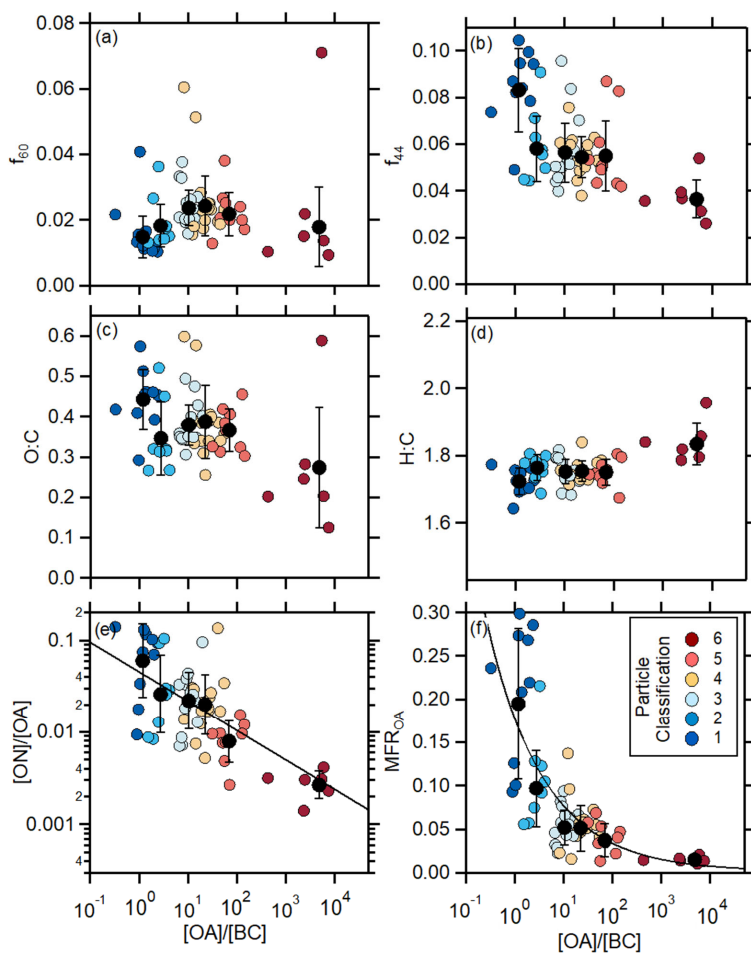 (a)
0.08
0.06
0.04
0.02
0.00
f60
(b)
0.10
0.08
0.06
0.04
0.02
0.00
f44
(c)
0.6
0.5
0.4
0.3
0.2
0.1
0.0
O:C
(d)
2.2
2.0
1.8
1.6
H:C
(e)
2
0.1
4
2
0.01
4
2
0.001
4
[ON]/[OA]
10-1 100 101 102 103 104
[OA]/[BC]
(f)
0.30
0.25
0.20
0.15
0.10
0.05
0.00
MFROA
Particle
Classification
6
5
4
3
2
1
10-1 100 101 102 103 104
[OA]/[BC]